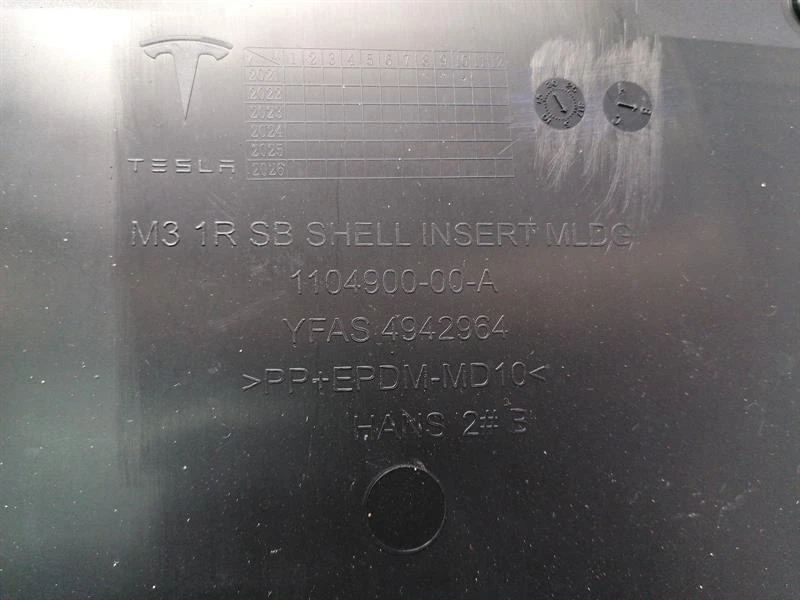 TESLA
Y M 1 2 3 4 5 6 7 8 9 10 11 12
2021
2022
2023
2024
2025
2026
M3 1R SB SHELL INSERT MLDG
1104900-00-A
YFAS 4942964
>PP+EPDM-MD10<
HANS 2# B